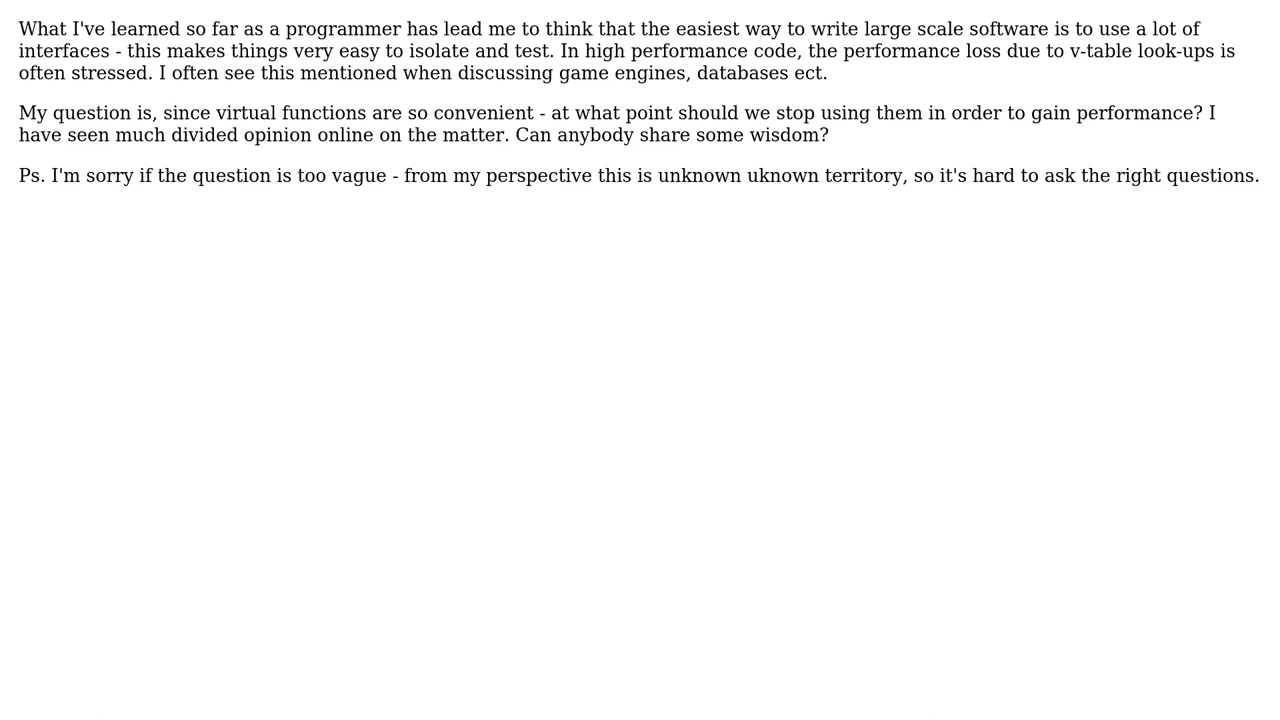 What I've learned so far as a programmer has lead me to think that the easiest way to write large scale software is to use a lot of
interfaces - this makes things very easy to isolate and test. In high performance code, the performance loss due to v-table look-ups is
often stressed. I often see this mentioned when discussing game engines, databases ect.
My question is, since virtual functions are so convenient - at what point should we stop using them in order to gain performance? I
have seen much divided opinion online on the matter. Can anybody share some wisdom?
Ps. I'm sorry if the question is too vague - from my perspective this is unknown uknown territory, so it's hard to ask the right questions.